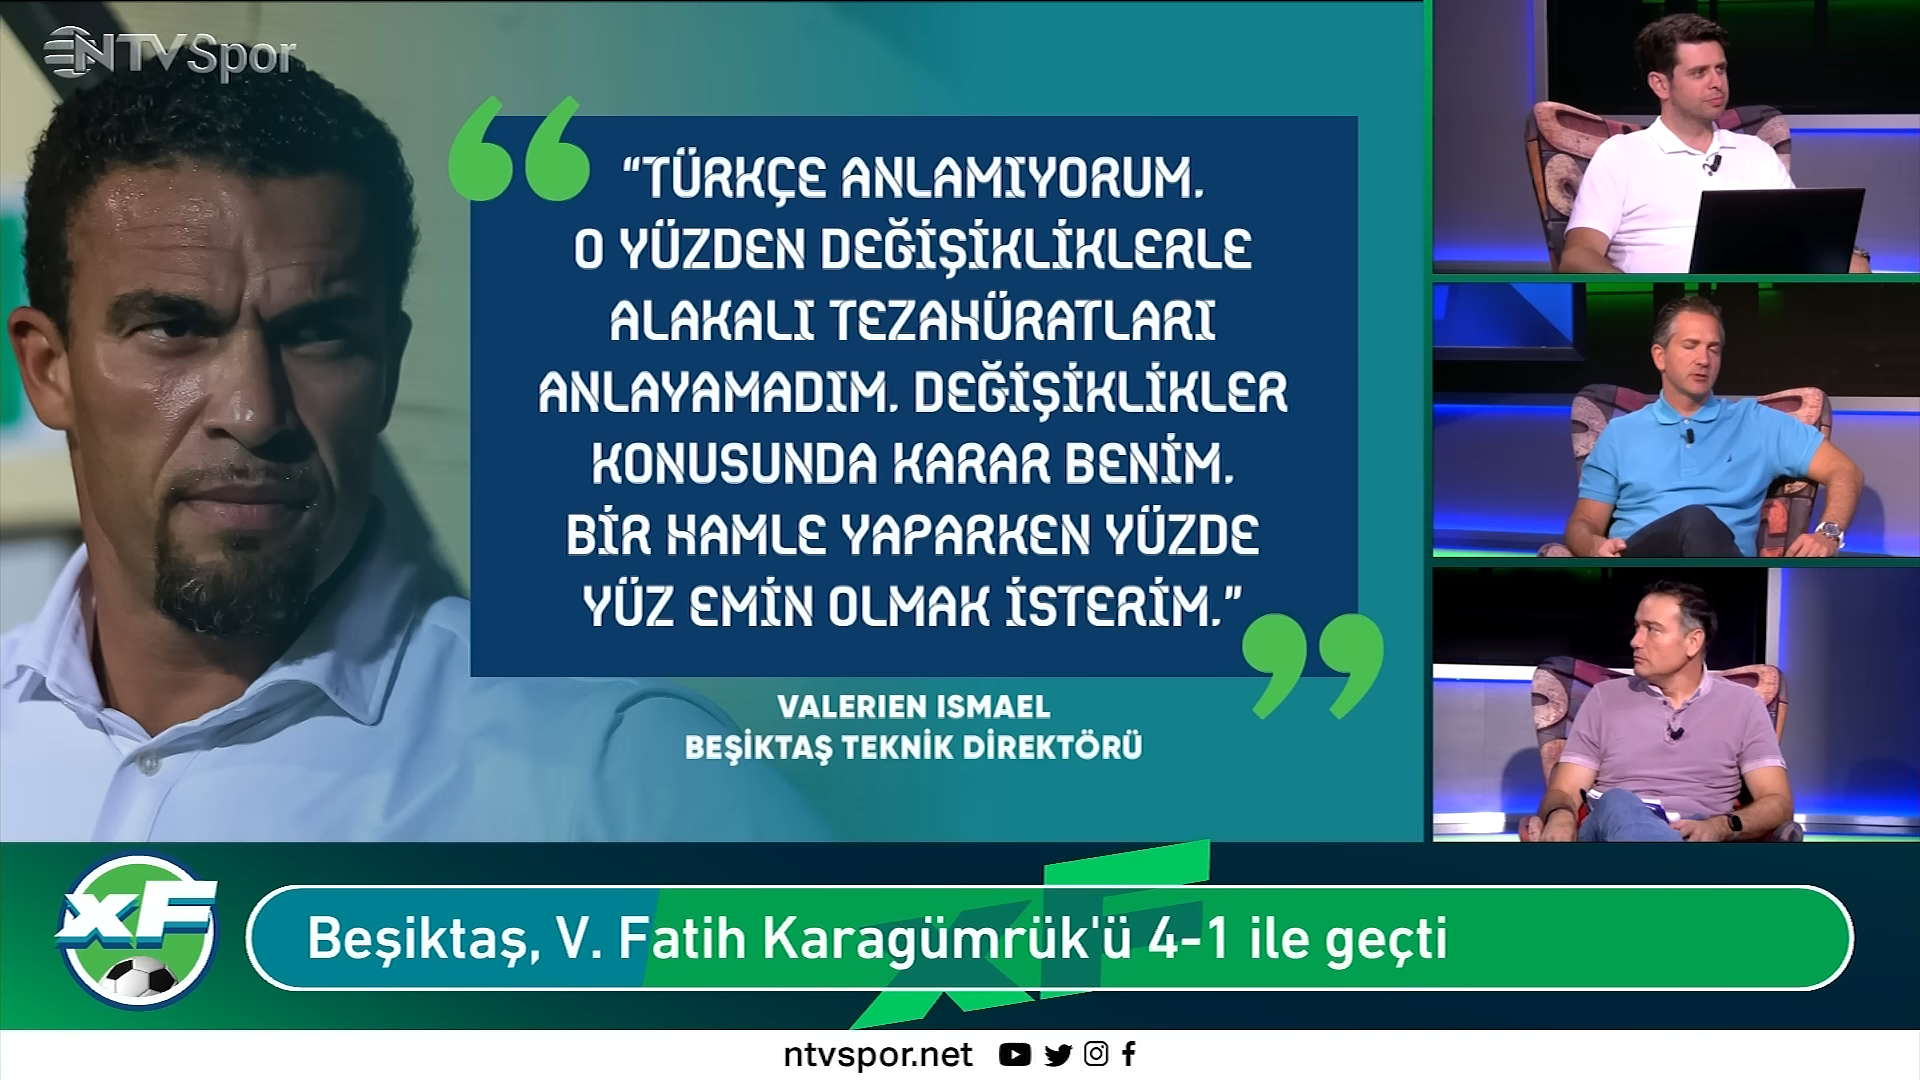 NTVSpor
“TÜRKÇE ANLAMIYORUM.
O YÜZDEN DEĞİŞİKLİKLERLE
ALAKALI TEZAHÜRATLARI
ANLAYAMADIM. DEĞİŞİKLİKLER
KONUSUNDA KARAR BENİM.
BİR HAMLE YAPARKEN YÜZDE
YÜZ EMİN OLMAK İSTERİM.”
VALERIEN ISMAEL
BEŞİKTAŞ TEKNİK DİREKTÖRÜ
xF
Beşiktaş, V. Fatih Karagümrük'ü 4-1 ile geçti
ntvspor.net